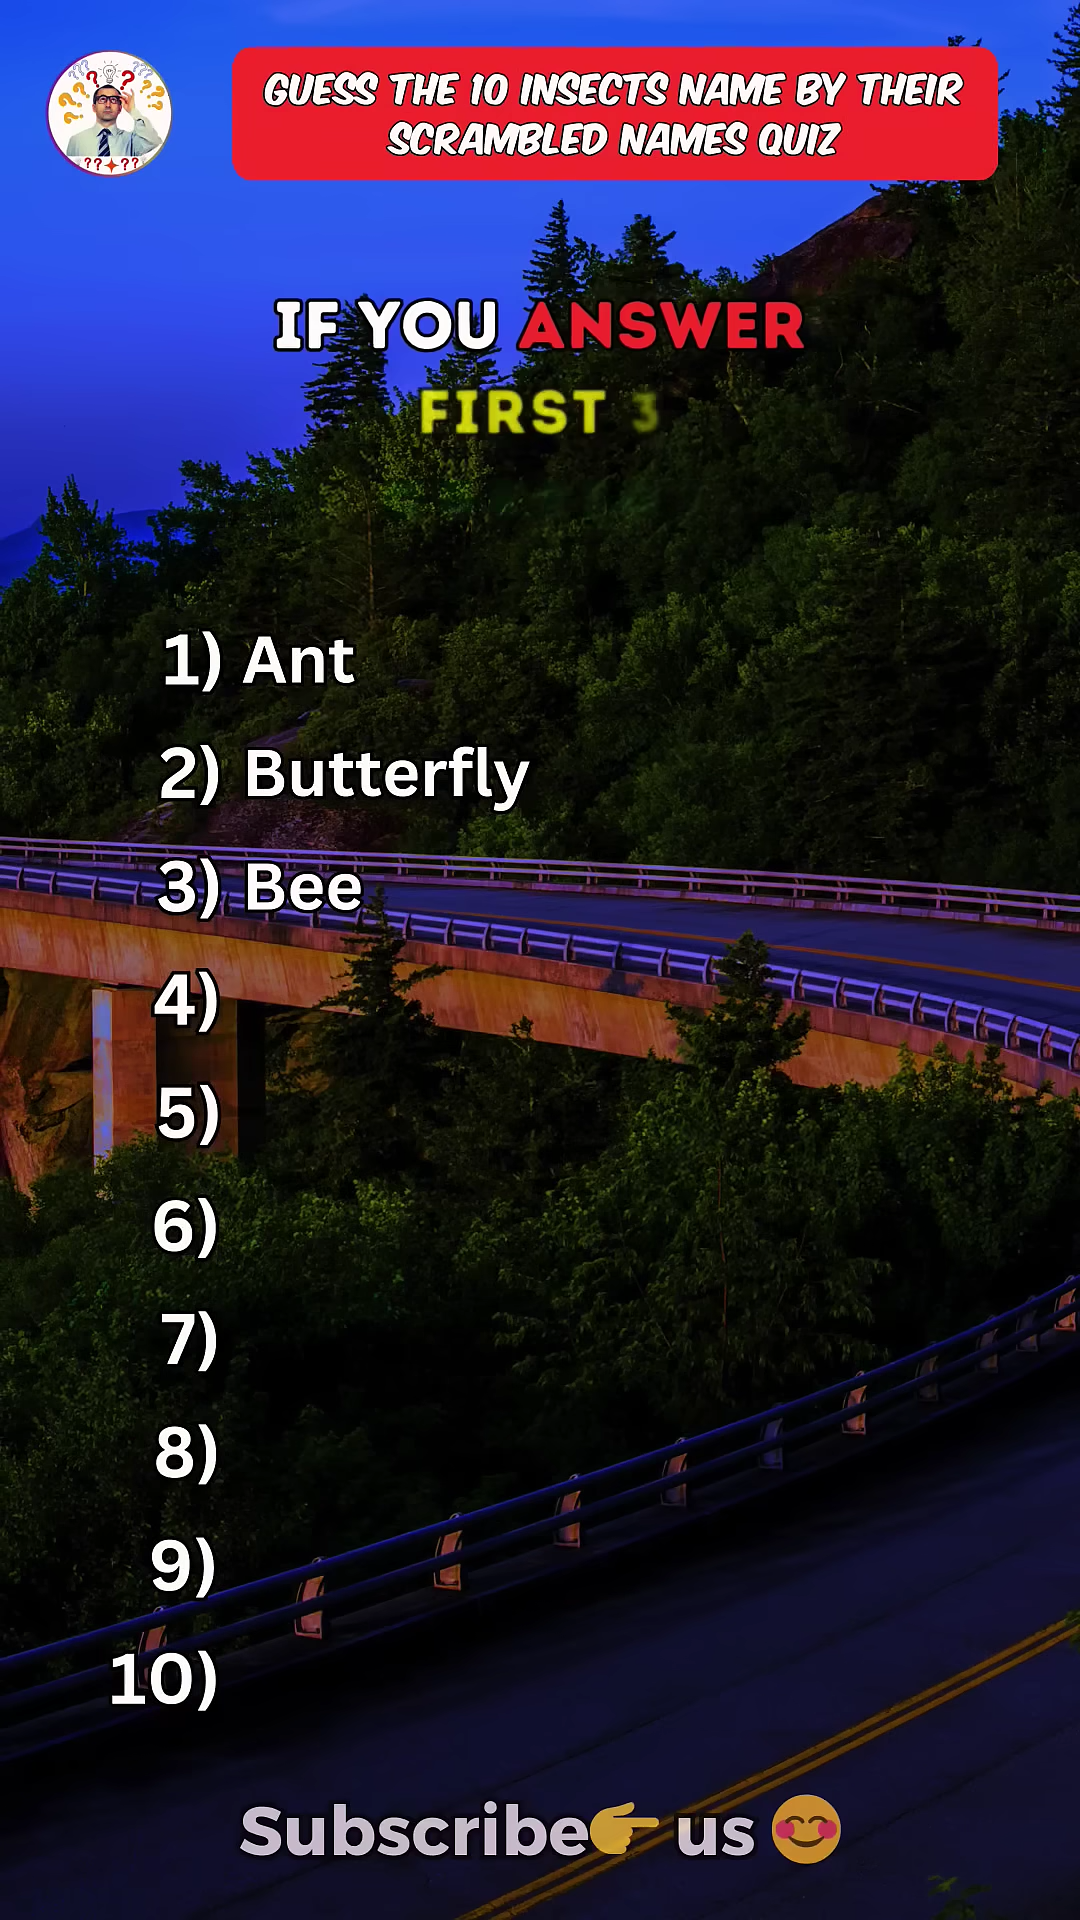 GUESS THE 10 INSECTS NAME BY THEIR
SCRAMBLED NAMES QUIZ
IF YOU ANSWER
FIRST 3
1) Ant
2) Butterfly
3) Bee
4)
5)
6)
7)
8)
9)
10)
Subscribe👉 us 😊